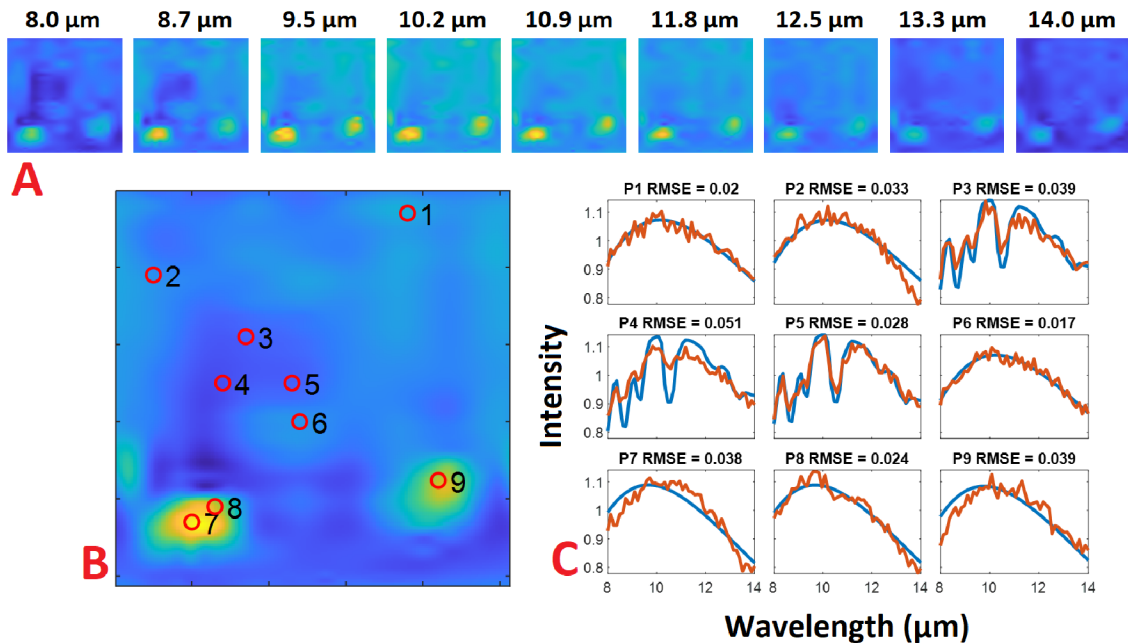 8.0 µm 8.7 µm 9.5 µm 10.2 µm 10.9 µm 11.8 µm 12.5 µm 13.3 µm 14.0 µm
A
1
2
3
4
5
6
7
8
9
B
P1 RMSE = 0.02 P2 RMSE = 0.033 P3 RMSE = 0.039
1.1
1
0.9
0.8
P4 RMSE = 0.051 P5 RMSE = 0.028 P6 RMSE = 0.017
1.1
1
0.9
0.8
P7 RMSE = 0.038 P8 RMSE = 0.024 P9 RMSE = 0.039
1.1
1
0.9
0.8
8 10 12 14 8 10 12 14 8 10 12 14
Intensity
C
Wavelength (µm)